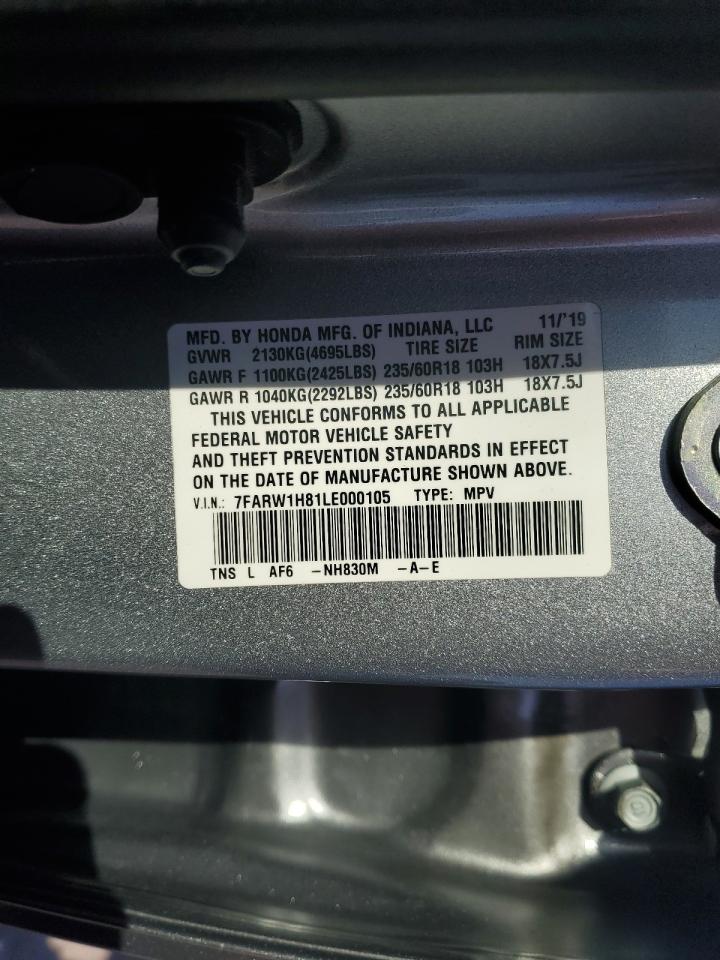 MFD. BY HONDA MFG. OF INDIANA, LLC 11/'19
GVWR 2130KG(4695LBS) TIRE SIZE RIM SIZE
GAWR F 1100KG(2425LBS) 235/60R18 103H 18X7.5J
GAWR R 1040KG(2292LBS) 235/60R18 103H 18X7.5J
THIS VEHICLE CONFORMS TO ALL APPLICABLE
FEDERAL MOTOR VEHICLE SAFETY
AND THEFT PREVENTION STANDARDS IN EFFECT
ON THE DATE OF MANUFACTURE SHOWN ABOVE.
V.I.N.: 7FARW1H81LE000105 TYPE: MPV
TNS L AF6 -NH830M -A-E